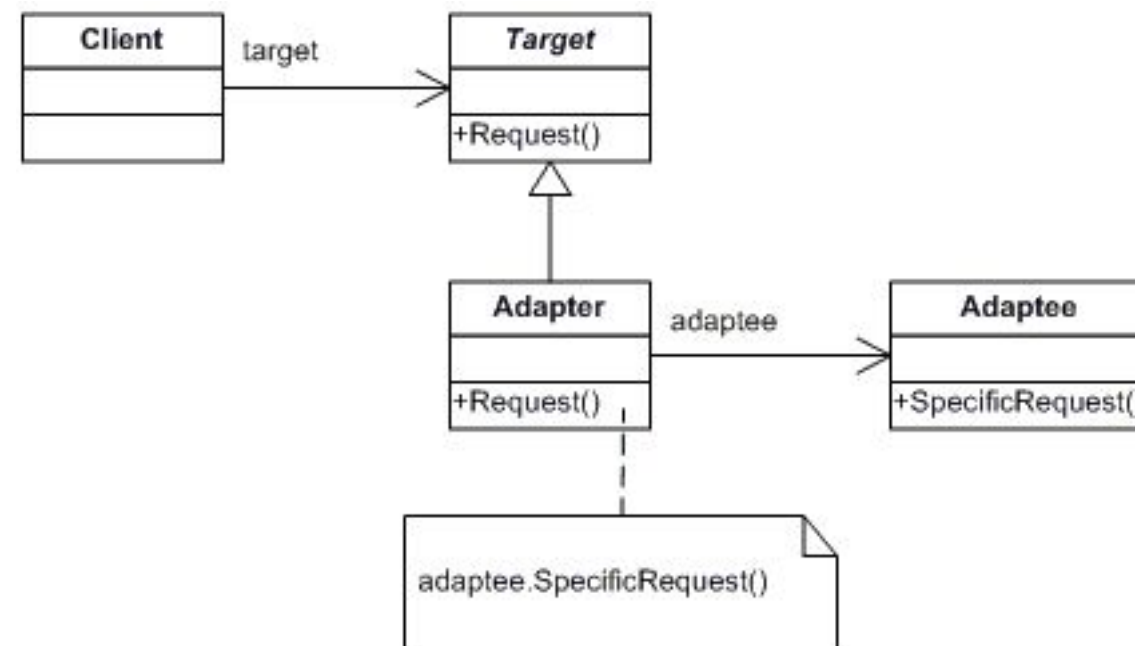 Client
target
Target
+Request()
Adapter
adaptee
Adaptee
+Request()
+SpecificRequest(
adaptee.SpecificRequest()